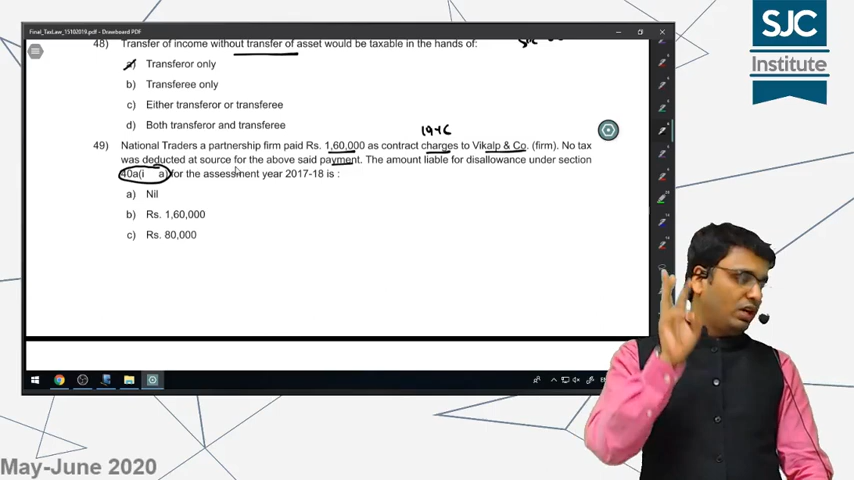 Final_TaxLaw_15102019.pdf - Drawboard PDF
SJC
Institute
48) Transfer of income without transfer of asset would be taxable in the hands of:
a) Transferor only
b) Transferee only
c) Either transferor or transferee
d) Both transferor and transferee
194C
49) National Traders a partnership firm paid Rs. 1,60,000 as contract charges to Vikalp & Co. (firm). No tax
was deducted at source for the above said payment. The amount liable for disallowance under section
40a(i a) for the assessment year 2017-18 is :
a) Nil
b) Rs. 1,60,000
c) Rs. 80,000
May-June 2020